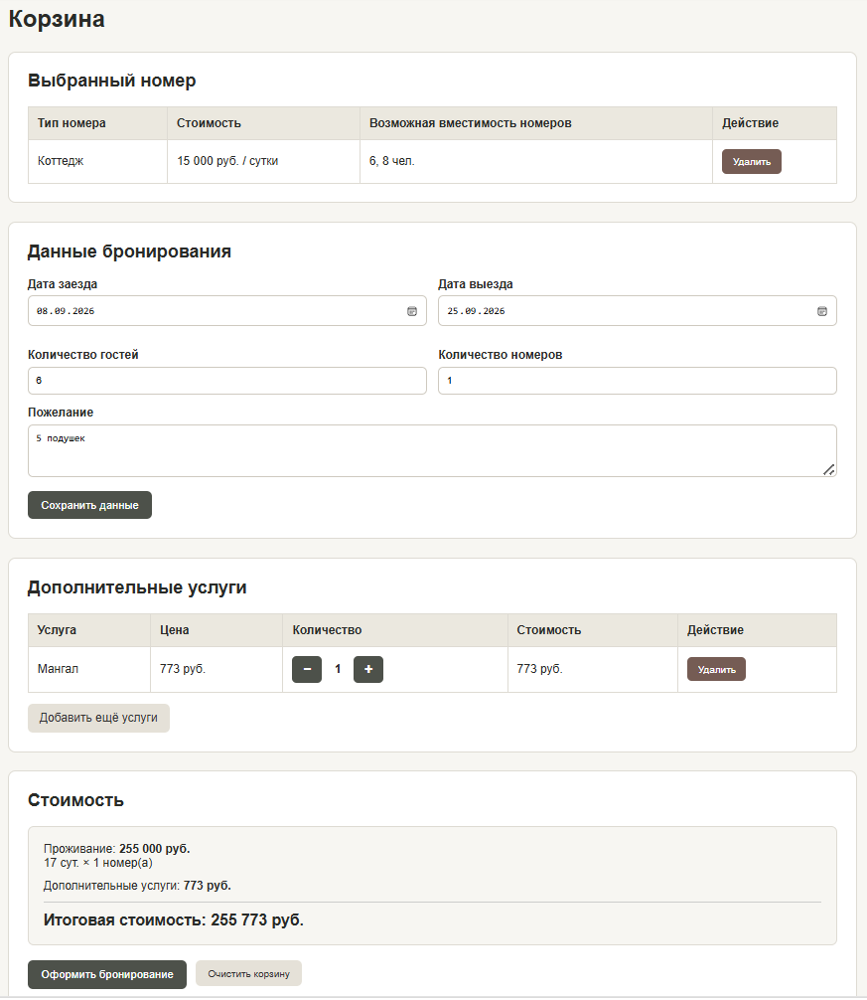 Корзина
Выбранный номер
Тип номера Стоимость Возможная вместимость номеров Действие
Коттедж 15 000 руб. / сутки 6, 8 чел. Удалить
Данные бронирования
Дата заезда Дата выезда
08.09.2026 25.09.2026
Количество гостей Количество номеров
6 1
Пожелание
5 подушек
Сохранить данные
Дополнительные услуги
Услуга Цена Количество Стоимость Действие
Мангал 773 руб. − 1 + 773 руб. Удалить
Добавить ещё услуги
Стоимость
Проживание: 255 000 руб.
17 сут. × 1 номер(а)
Дополнительные услуги: 773 руб.
Итоговая стоимость: 255 773 руб.
Оформить бронирование Очистить корзину